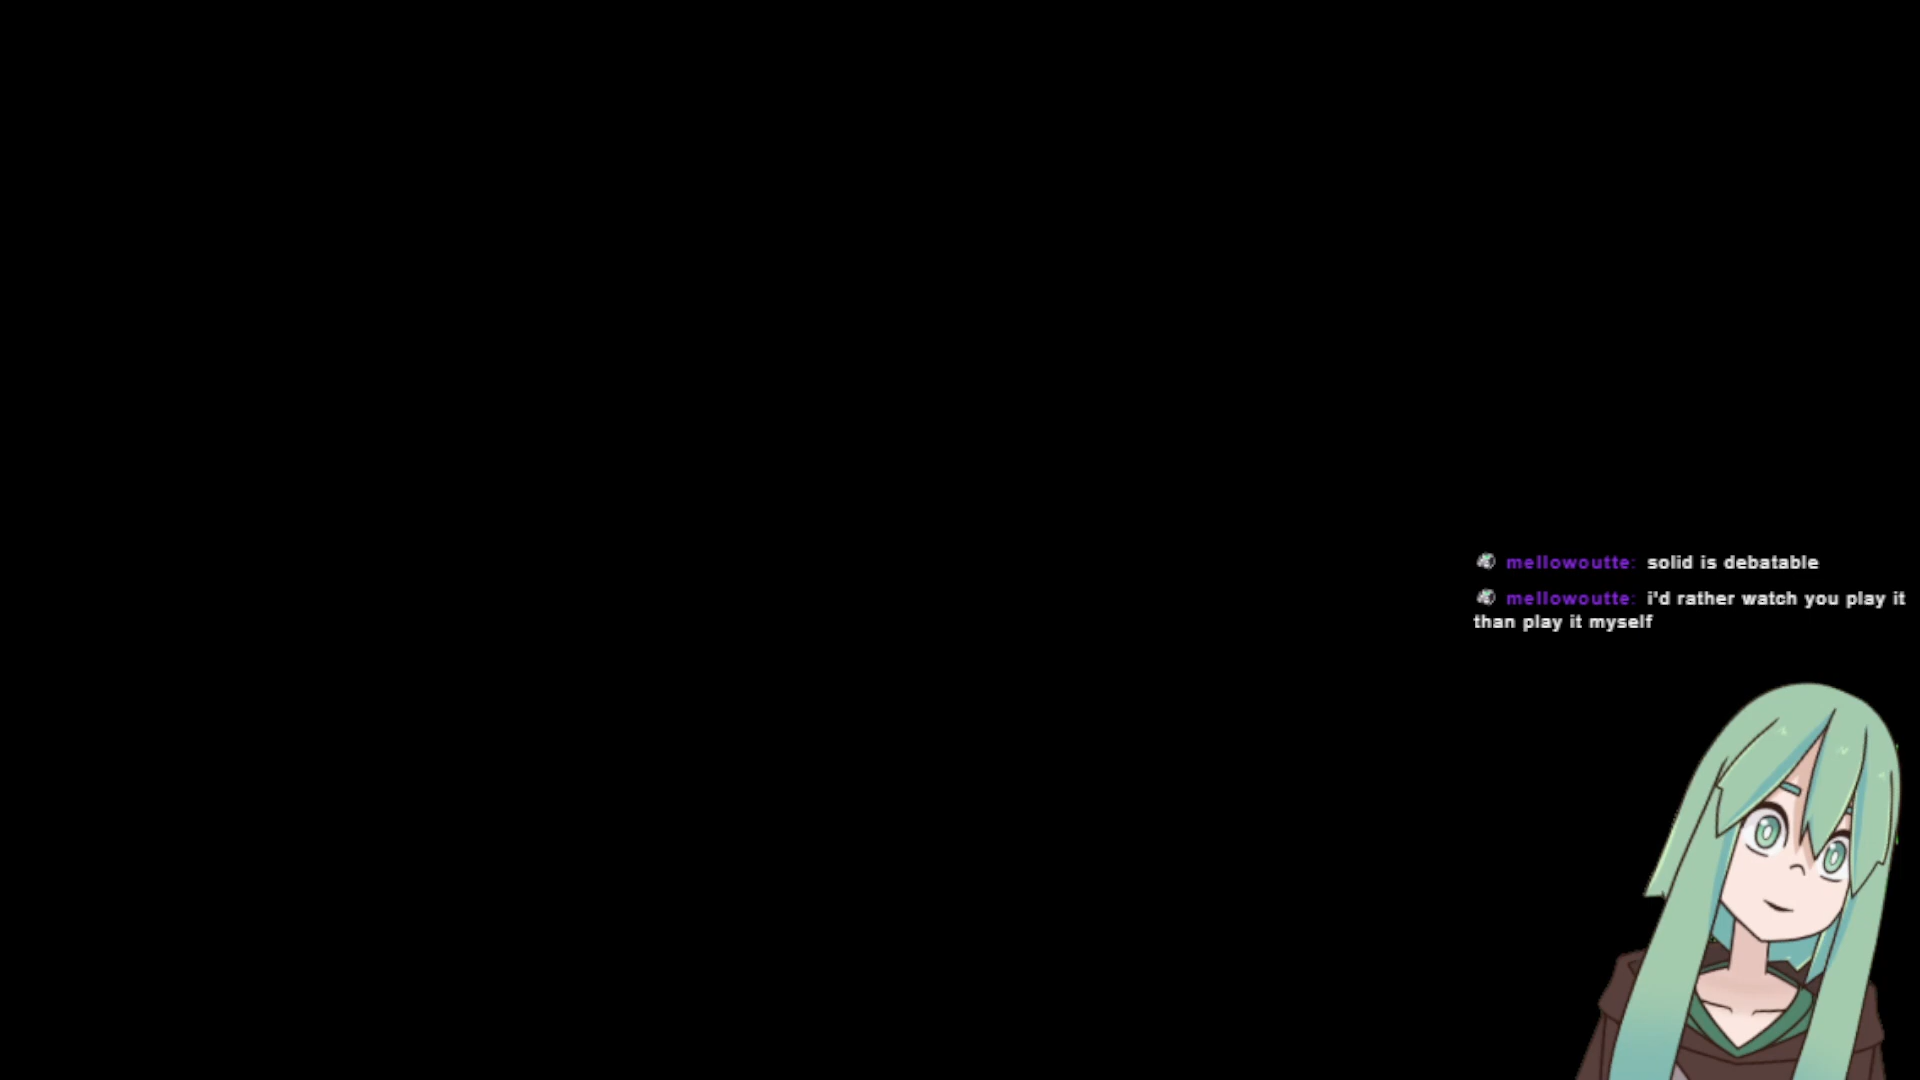 mellowoutte: solid is debatable
mellowoutte: i'd rather watch you play it
than play it myself